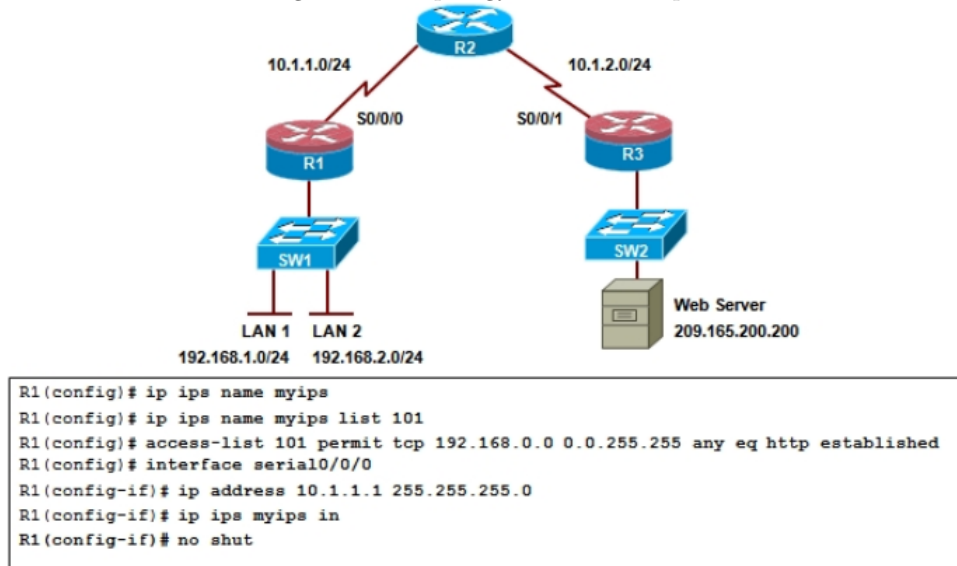 R2
10.1.1.0/24
10.1.2.0/24
S0/0/0
S0/0/1
R1
R3
SW1
SW2
Web Server
209.165.200.200
LAN 1
LAN 2
192.168.1.0/24
192.168.2.0/24
R1(config)# ip ips name myips
R1(config)# ip ips name myips list 101
R1(config)# access-list 101 permit tcp 192.168.0.0 0.0.255.255 any eq http established
R1(config)# interface serial0/0/0
R1(config-if)# ip address 10.1.1.1 255.255.255.0
R1(config-if)# ip ips myips in
R1(config-if)# no shut